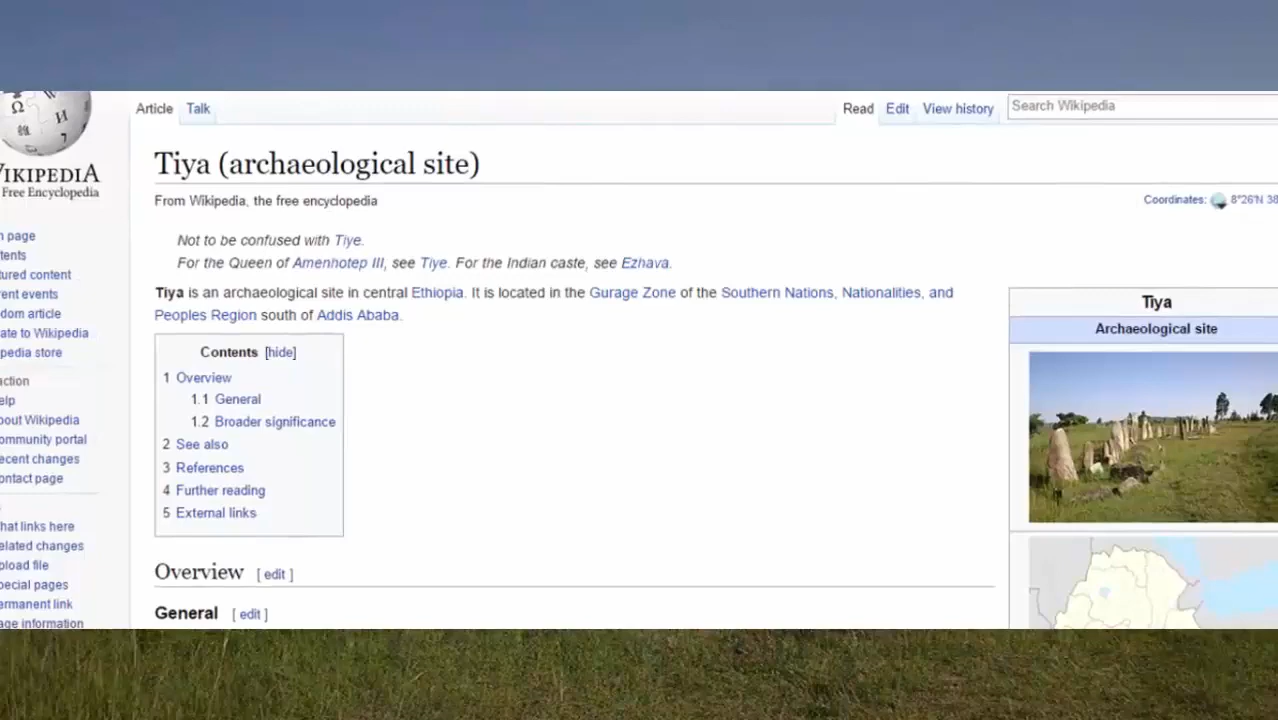 Article Talk Read Edit View history Search Wikipedia
Tiya (archaeological site)
WIKIPEDIA
Free Encyclopedia
From Wikipedia, the free encyclopedia
Coordinates: 8°26′N 38
Not to be confused with Tiye.
For the Queen of Amenhotep III, see Tiye. For the Indian caste, see Ezhava.
Tiya is an archaeological site in central Ethiopia. It is located in the Gurage Zone of the Southern Nations, Nationalities, and
Peoples Region south of Addis Ababa.
Contents [hide]
1 Overview
1.1 General
1.2 Broader significance
2 See also
3 References
4 Further reading
5 External links
Overview [ edit ]
General [ edit ]
Tiya
Archaeological site
n page
tents
tured content
rent events
dom article
ate to Wikipedia
pedia store
action
elp
bout Wikipedia
ommunity portal
ecent changes
ontact page
hat links here
elated changes
pload file
pecial pages
ermanent link
age information